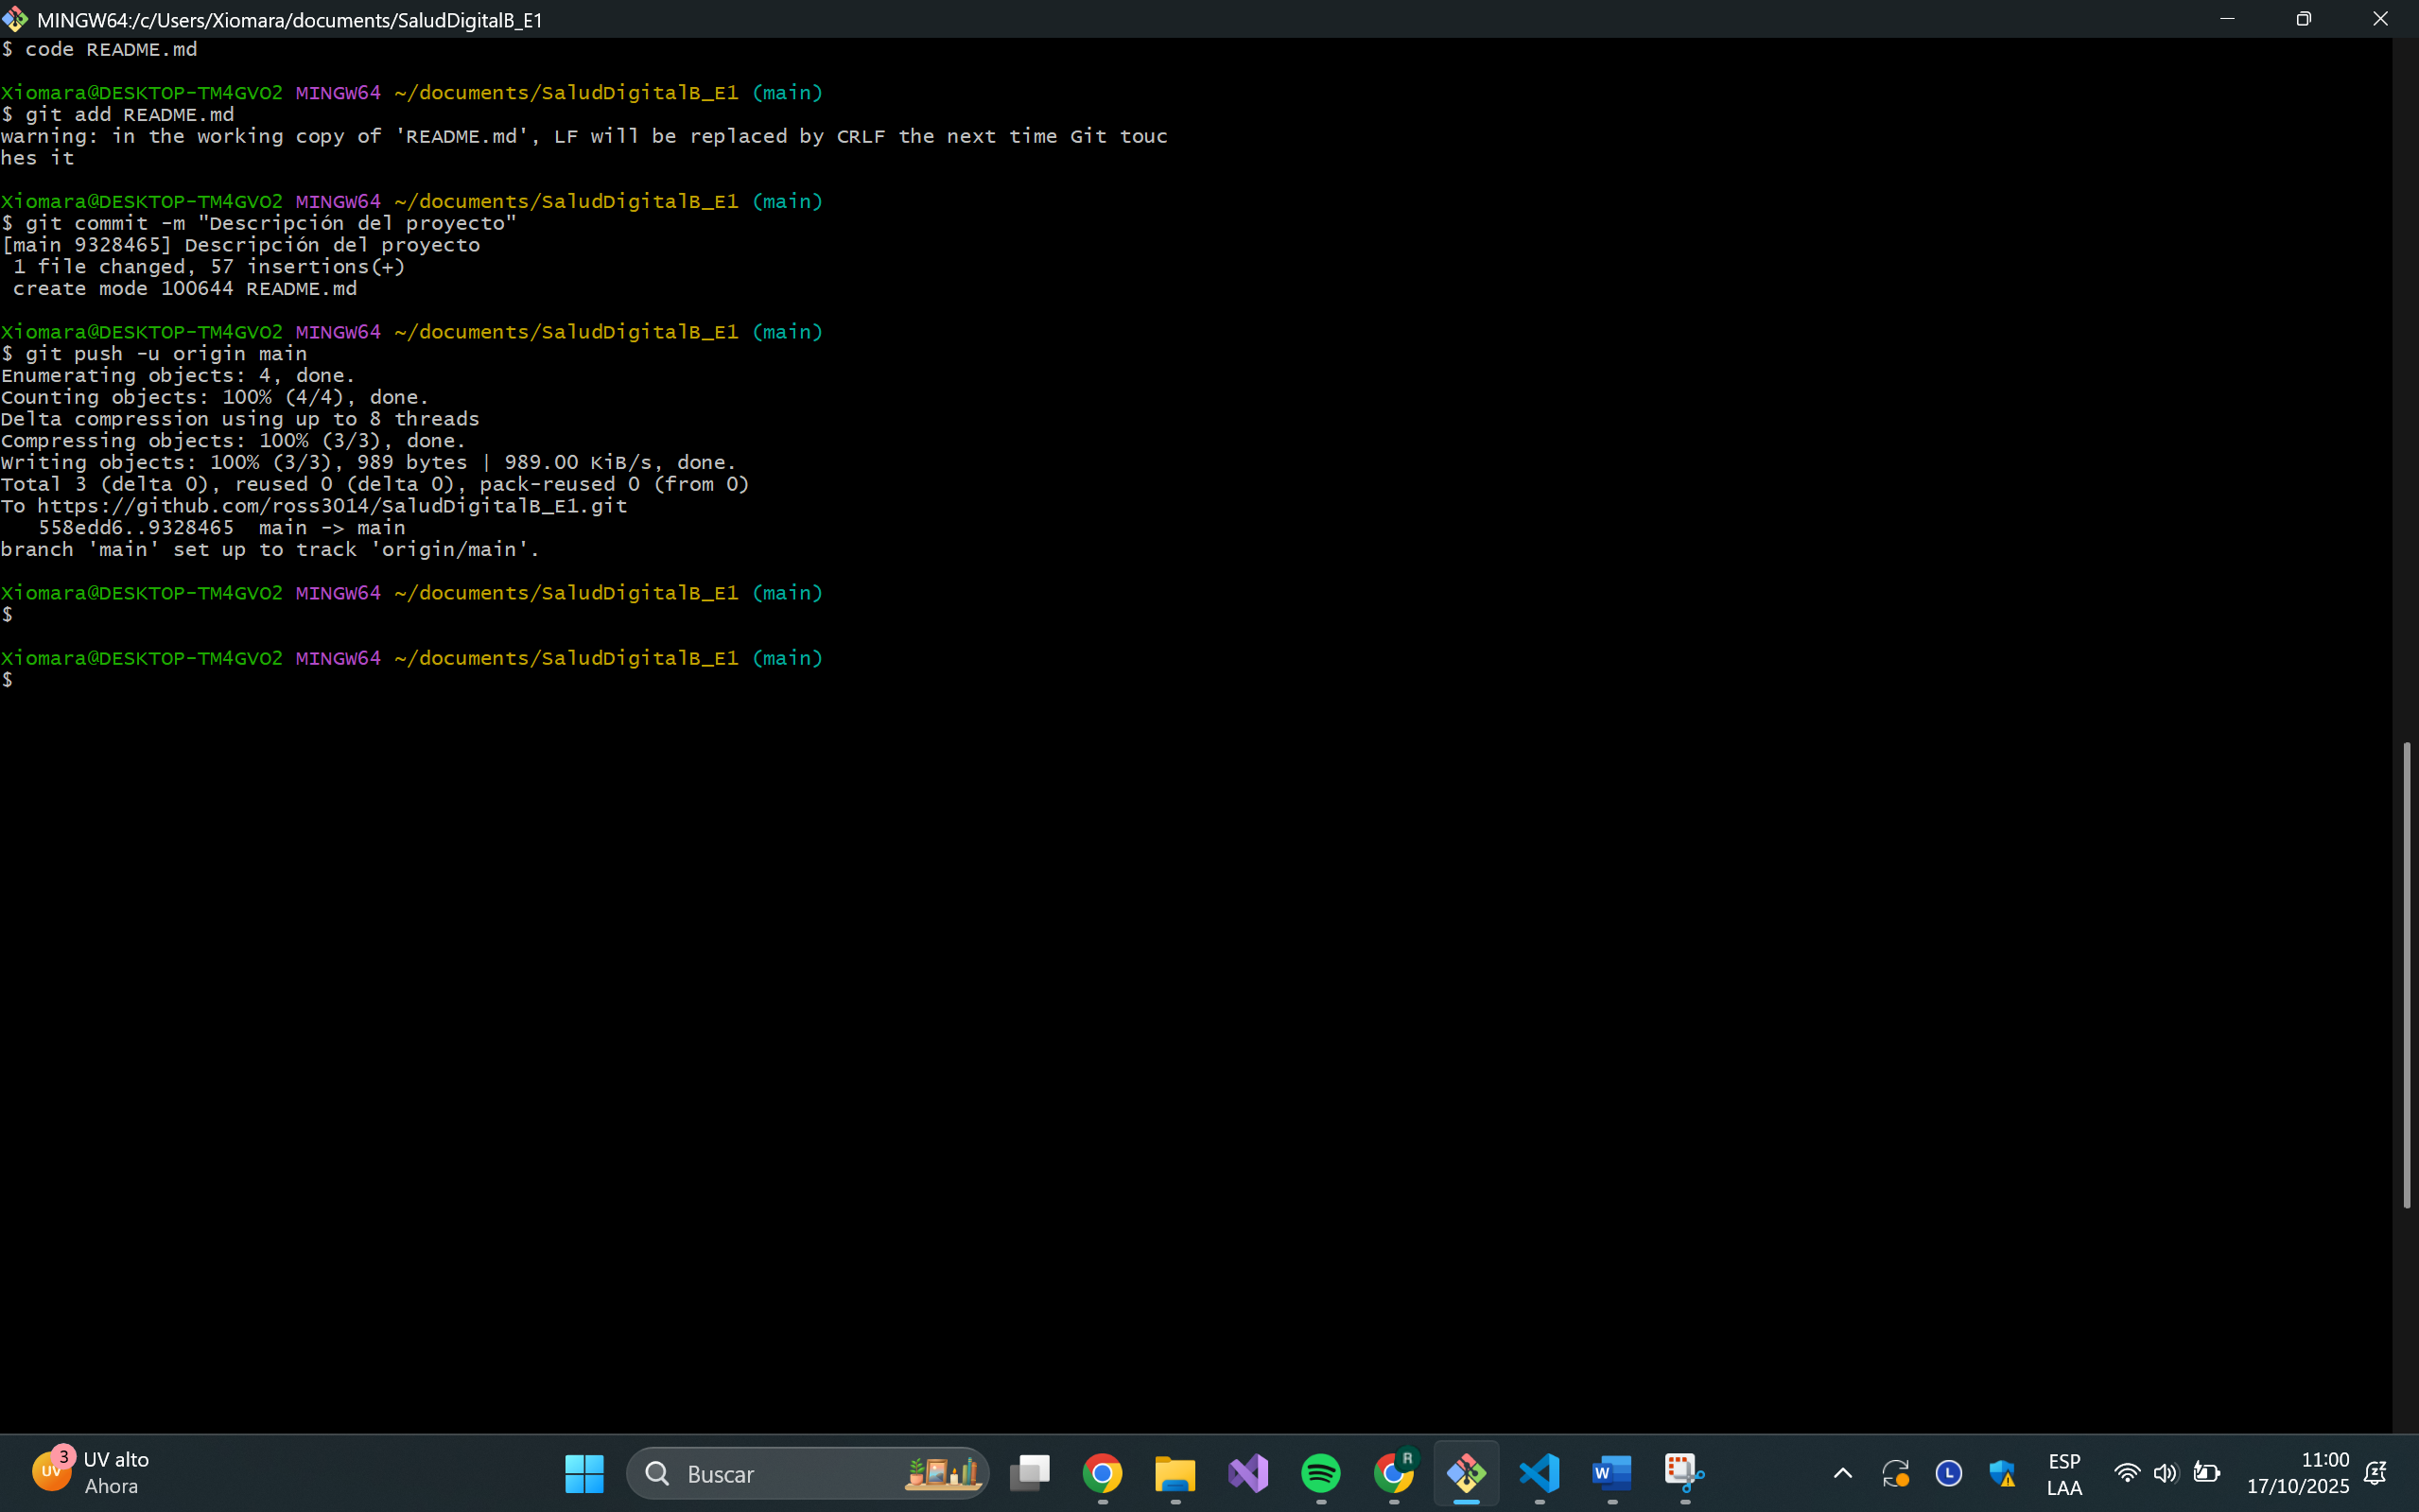 MINGW64:/c/Users/Xiomara/documents/SaludDigitalB_E1
$ code README.md
Xiomara@DESKTOP-TM4GVO2 MINGW64 ~/documents/SaludDigitalB_E1 (main)
$ git add README.md
warning: in the working copy of 'README.md', LF will be replaced by CRLF the next time Git touc
hes it
Xiomara@DESKTOP-TM4GVO2 MINGW64 ~/documents/SaludDigitalB_E1 (main)
$ git commit -m "Descripción del proyecto"
[main 9328465] Descripción del proyecto
 1 file changed, 57 insertions(+)
 create mode 100644 README.md
Xiomara@DESKTOP-TM4GVO2 MINGW64 ~/documents/SaludDigitalB_E1 (main)
$ git push -u origin main
Enumerating objects: 4, done.
Counting objects: 100% (4/4), done.
Delta compression using up to 8 threads
Compressing objects: 100% (3/3), done.
Writing objects: 100% (3/3), 989 bytes | 989.00 KiB/s, done.
Total 3 (delta 0), reused 0 (delta 0), pack-reused 0 (from 0)
To https://github.com/ross3014/SaludDigitalB_E1.git
   558edd6..9328465  main -> main
branch 'main' set up to track 'origin/main'.
Xiomara@DESKTOP-TM4GVO2 MINGW64 ~/documents/SaludDigitalB_E1 (main)
$
Xiomara@DESKTOP-TM4GVO2 MINGW64 ~/documents/SaludDigitalB_E1 (main)
$
UV 3 UV alto
Ahora
Buscar
R
W
L
ESP
LAA
11:00
17/10/2025